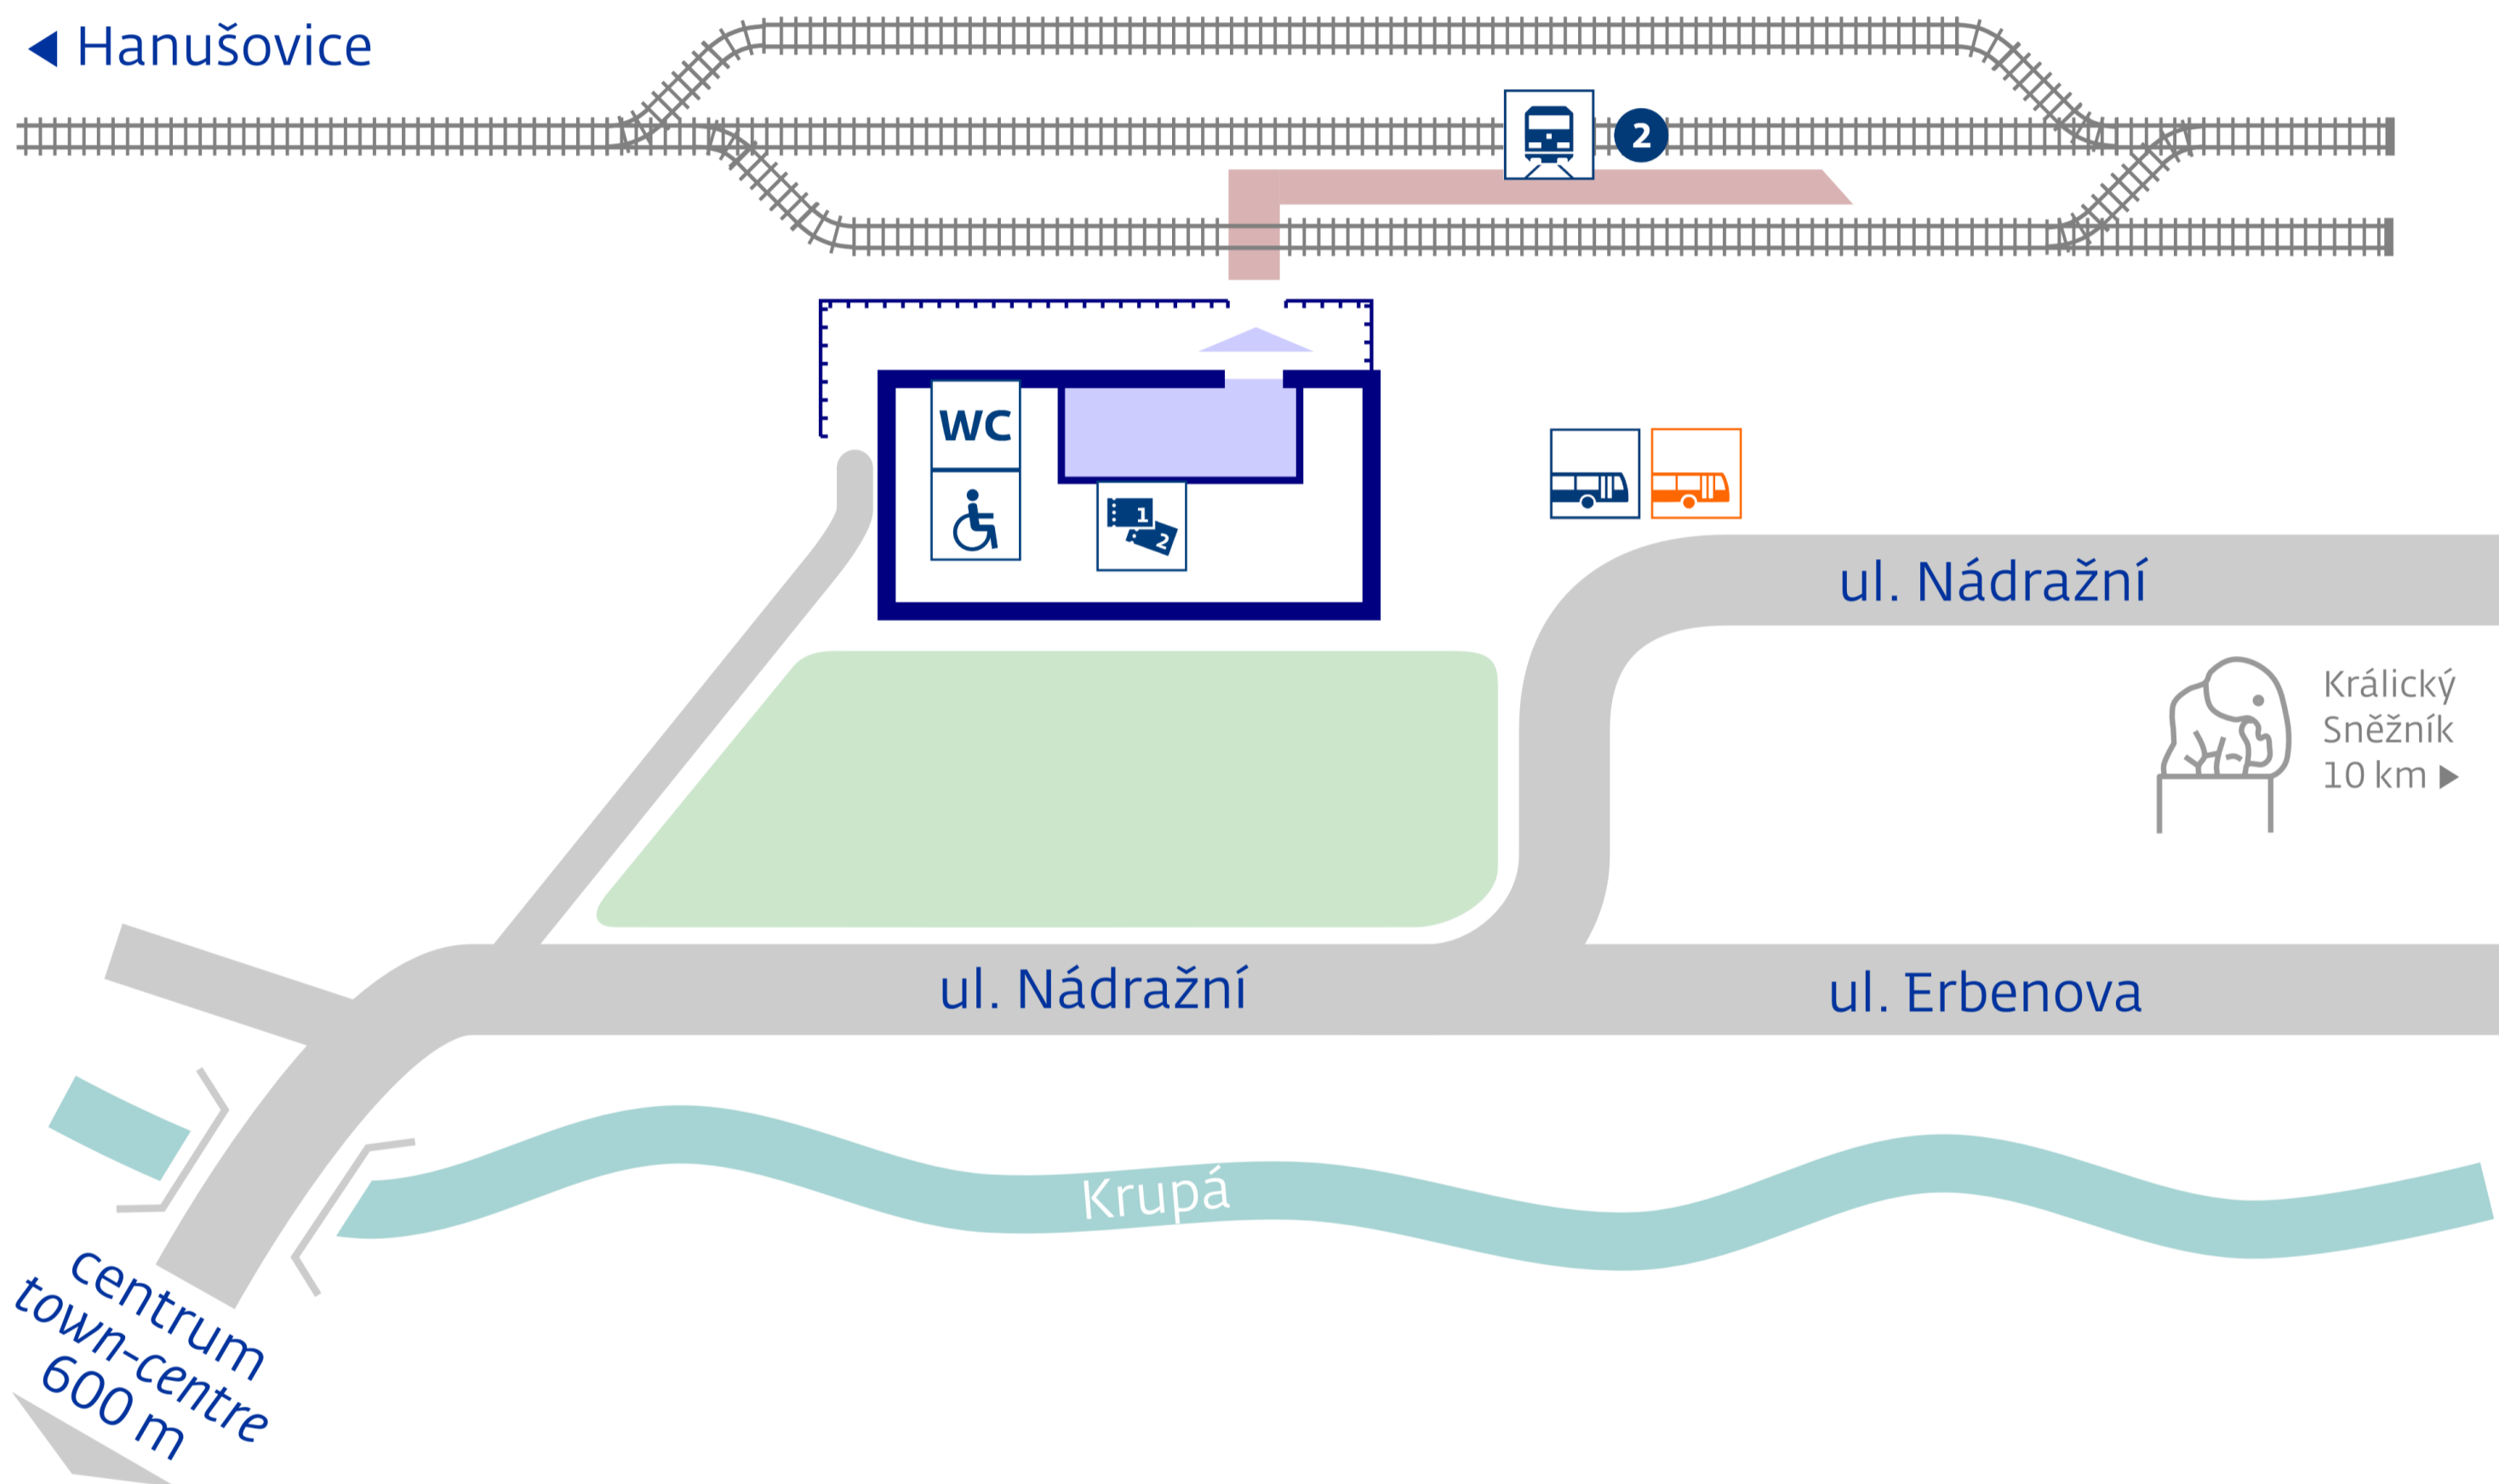 Hanušovice
2
WC
1
2
ul. Nádražní
Králický
Sněžník
10 km
ul. Nádražní
ul. Erbenova
Krupá
centrum
town-centre
600 m